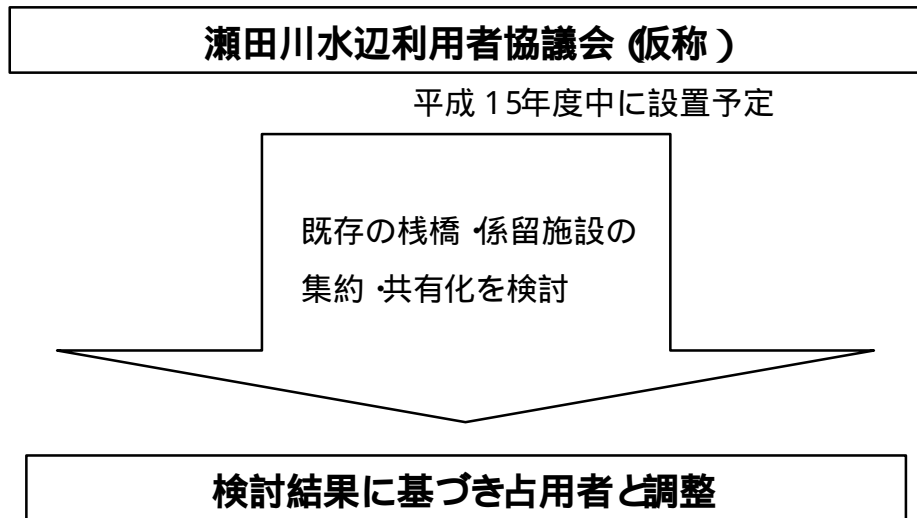 瀬田川水辺利用者協議会(仮称)
平成15年度中に設置予定
既存の桟橋・係留施設の
集約・共有化を検討
検討結果に基づき占用者と調整